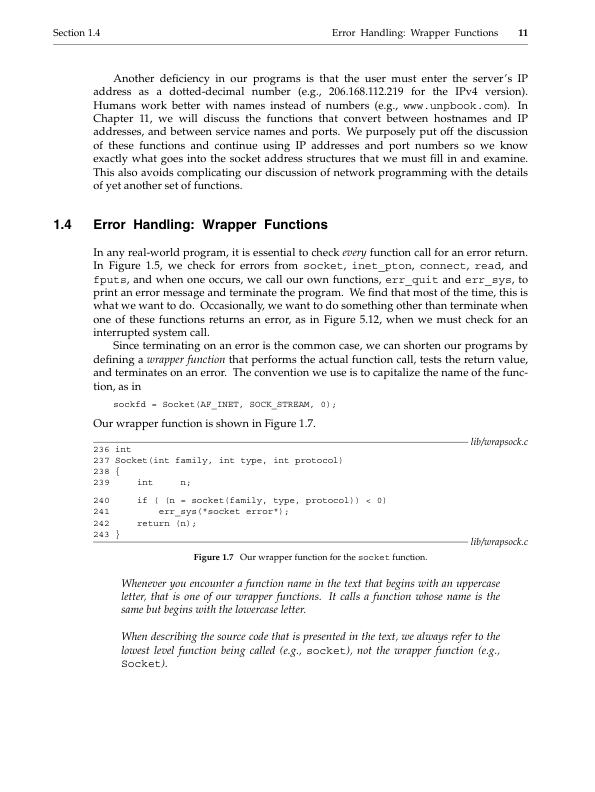 Section 1.4 Error Handling: Wrapper Functions 11
Another deficiency in our programs is that the user must enter the server’s IP
address as a dotted-decimal number (e.g., 206.168.112.219 for the IPv4 version).
Humans work better with names instead of numbers (e.g., www.unpbook.com). In
Chapter 11, we will discuss the functions that convert between hostnames and IP
addresses, and between service names and ports. We purposely put off the discussion
of these functions and continue using IP addresses and port numbers so we know
exactly what goes into the socket address structures that we must fill in and examine.
This also avoids complicating our discussion of network programming with the details
of yet another set of functions.
1.4 Error Handling: Wrapper Functions
In any real-world program, it is essential to check every function call for an error return.
In Figure 1.5, we check for errors from socket, inet_pton, connect, read, and
fputs, and when one occurs, we call our own functions, err_quit and err_sys, to
print an error message and terminate the program. We find that most of the time, this is
what we want to do. Occasionally, we want to do something other than terminate when
one of these functions returns an error, as in Figure 5.12, when we must check for an
interrupted system call.
Since terminating on an error is the common case, we can shorten our programs by
defining a wrapper function that performs the actual function call, tests the return value,
and terminates on an error. The convention we use is to capitalize the name of the func-
tion, as in
sockfd = Socket(AF_INET, SOCK_STREAM, 0);
Our wrapper function is shown in Figure 1.7.
lib/wrapsock.c
236 int
237 Socket(int family, int type, int protocol)
238 {
239     int     n;
240     if ( (n = socket(family, type, protocol)) < 0)
241         err_sys("socket error");
242     return (n);
243 }
lib/wrapsock.c
Figure 1.7 Our wrapper function for the socket function.
Whenever you encounter a function name in the text that begins with an uppercase
letter, that is one of our wrapper functions. It calls a function whose name is the
same but begins with the lowercase letter.
When describing the source code that is presented in the text, we always refer to the
lowest level function being called (e.g., socket), not the wrapper function (e.g.,
Socket).